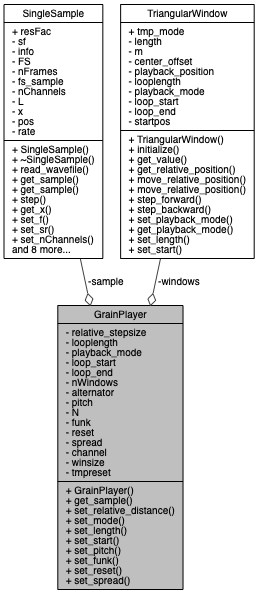 SingleSample
+ resFac
- sf
- info
- FS
- nFrames
- fs_sample
- nChannels
- L
- x
- pos
- rate
+ SingleSample()
+ ~SingleSample()
+ read_wavefile()
+ get_sample()
+ get_sample()
+ step()
+ get_x()
+ set_f()
+ set_sr()
+ set_nChannels()
and 8 more...
TriangularWindow
+ tmp_mode
- length
- m
- center_offset
- playback_position
- looplength
- playback_mode
- loop_start
- loop_end
- startpos
+ TriangularWindow()
+ initialize()
+ get_value()
+ get_relative_position()
+ move_relative_position()
+ move_relative_position()
+ step_forward()
+ step_backward()
+ set_playback_mode()
+ get_playback_mode()
+ set_length()
+ set_start()
-sample
-windows
GrainPlayer
- relative_stepsize
- looplength
- playback_mode
- loop_start
- loop_end
- nWindows
- alternator
- pitch
- N
- funk
- reset
- spread
- channel
- winsize
- tmpreset
+ GrainPlayer()
+ get_sample()
+ set_relative_distance()
+ set_mode()
+ set_length()
+ set_start()
+ set_pitch()
+ set_funk()
+ set_reset()
+ set_spread()